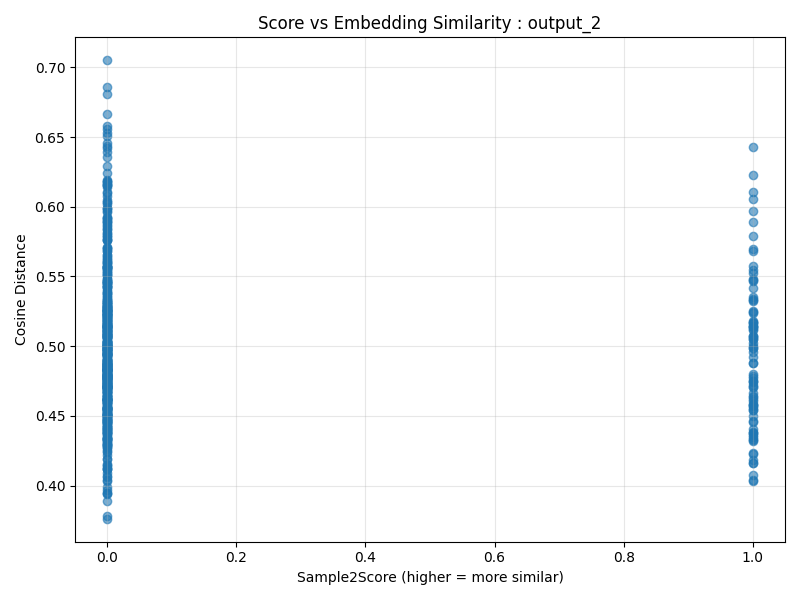 Score vs Embedding Similarity : output_2
Cosine Distance
0.70
0.65
0.60
0.55
0.50
0.45
0.40
0.0 0.2 0.4 0.6 0.8 1.0
Sample2Score (higher = more similar)